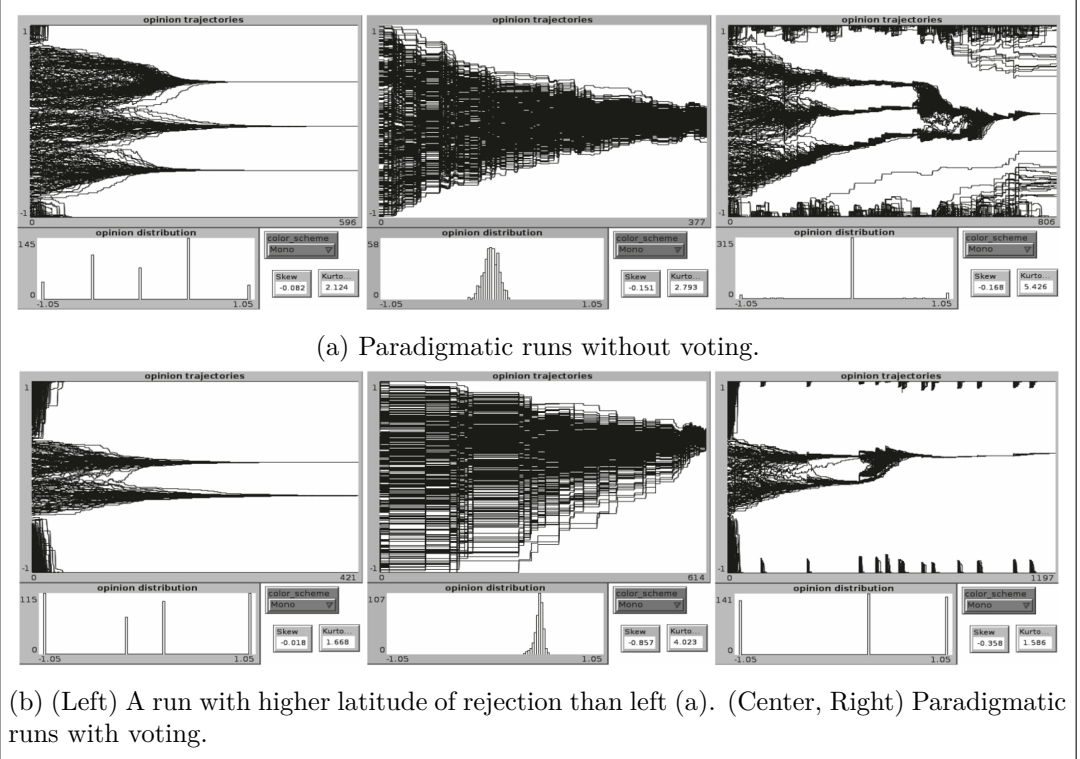 opinion trajectories
1
-1
0
596
opinion distribution
145
0
-1.05
1.05
color_scheme
Mono
Skew
-0.082
Kurto...
2.124
opinion trajectories
1
-1
0
377
opinion distribution
58
0
1.05
color_scheme
Mono
Skew
-0.151
Kurto...
2.793
opinion trajectories
1
-1
0
806
opinion distribution
315
0
-1.05
1.05
color_scheme
Mono
Skew
-0.168
Kurto...
5.426
(a) Paradigmatic runs without voting.
opinion trajectories
1
-1
0
421
opinion distribution
115
0
-1.05
1.05
color_scheme
Mono
Skew
-0.018
Kurto...
1.668
opinion trajectories
1
-1
0
614
opinion distribution
107
0
-1.05
1.05
color_scheme
Mono
Skew
-0.857
Kurto...
4.023
opinion trajectories
1
-1
0
1197
opinion distribution
141
0
-1.05
1.05
color_scheme
Mono
Skew
-0.358
Kurto...
1.586
(b) (Left) A run with higher latitude of rejection than left (a). (Center, Right) Paradigmatic
runs with voting.